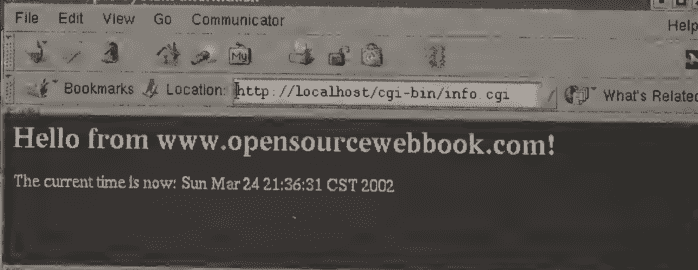 File Edit View Go Communicator Help
My
Bookmarks Location: http://localhost/cgi-bin/info.cgi What's Related
Hello from www.opensourcewebbook.com!
The current time is now: Sun Mar 24 21:36:31 CST 2002